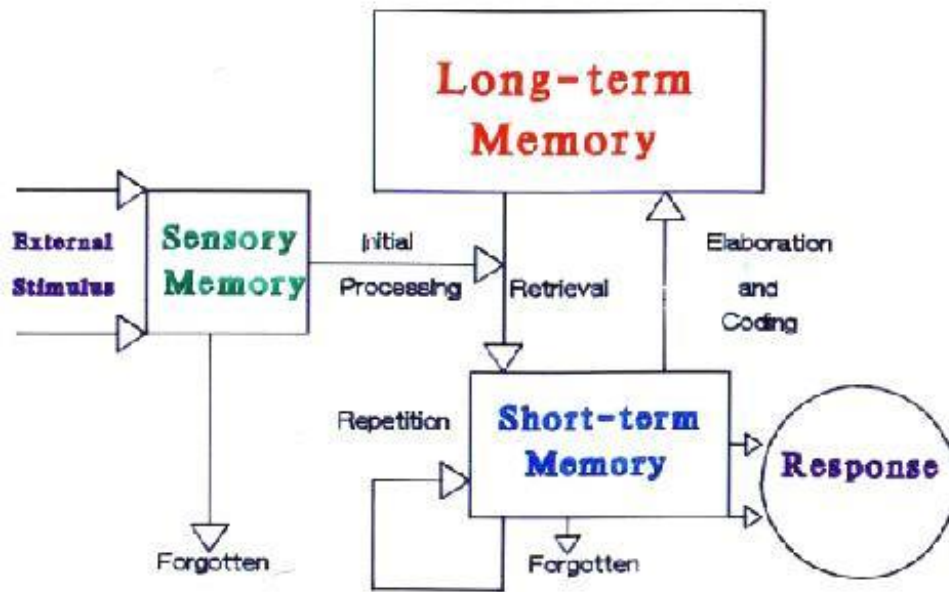 Long-term
Memory
External
Stimulus
Sensory
Memory
Initial
Processing
Retrieval
Elaboration
and
Coding
Repetition
Short-term
Memory
Response
Forgotten
Forgotten